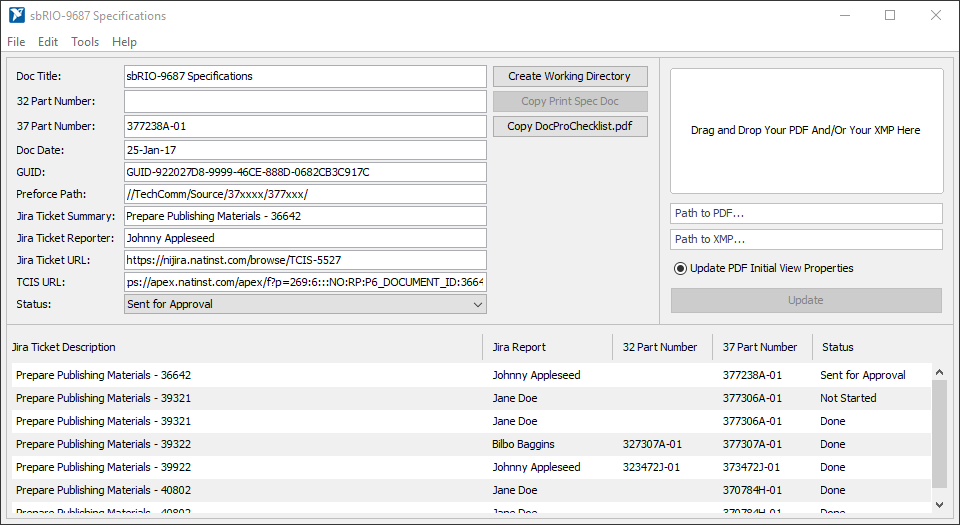 sbRIO-9687 Specifications
File Edit Tools Help
Doc Title: sbRIO-9687 Specifications Create Working Directory
32 Part Number: Copy Print Spec Doc
37 Part Number: 377238A-01 Copy DocProChecklist.pdf
Doc Date: 25-Jan-17
GUID: GUID-922027D8-9999-46CE-888D-0682CB3C917C
Preforce Path: //TechComm/Source/37xxxx/377xxx/
Jira Ticket Summary: Prepare Publishing Materials - 36642
Jira Ticket Reporter: Johnny Appleseed
Jira Ticket URL: https://nijira.natinst.com/browse/TCIS-5527
TCIS URL: ps://apex.natinst.com/apex/f?p=269:6:::NO:RP:P6_DOCUMENT_ID:3664
Status: Sent for Approval
Drag and Drop Your PDF And/Or Your XMP Here
Path to PDF...
Path to XMP...
Update PDF Initial View Properties
Update
Jira Ticket Description Jira Report 32 Part Number 37 Part Number Status
Prepare Publishing Materials - 36642 Johnny Appleseed 377238A-01 Sent for Approval
Prepare Publishing Materials - 39321 Jane Doe 377306A-01 Not Started
Prepare Publishing Materials - 39321 Jane Doe 377306A-01 Done
Prepare Publishing Materials - 39322 Bilbo Baggins 327307A-01 377307A-01 Done
Prepare Publishing Materials - 39922 Johnny Appleseed 323472J-01 373472J-01 Done
Prepare Publishing Materials - 40802 Jane Doe 370784H-01 Done
Prepare Publishing Materials - 40802 Jane Doe 370784H-01 Done